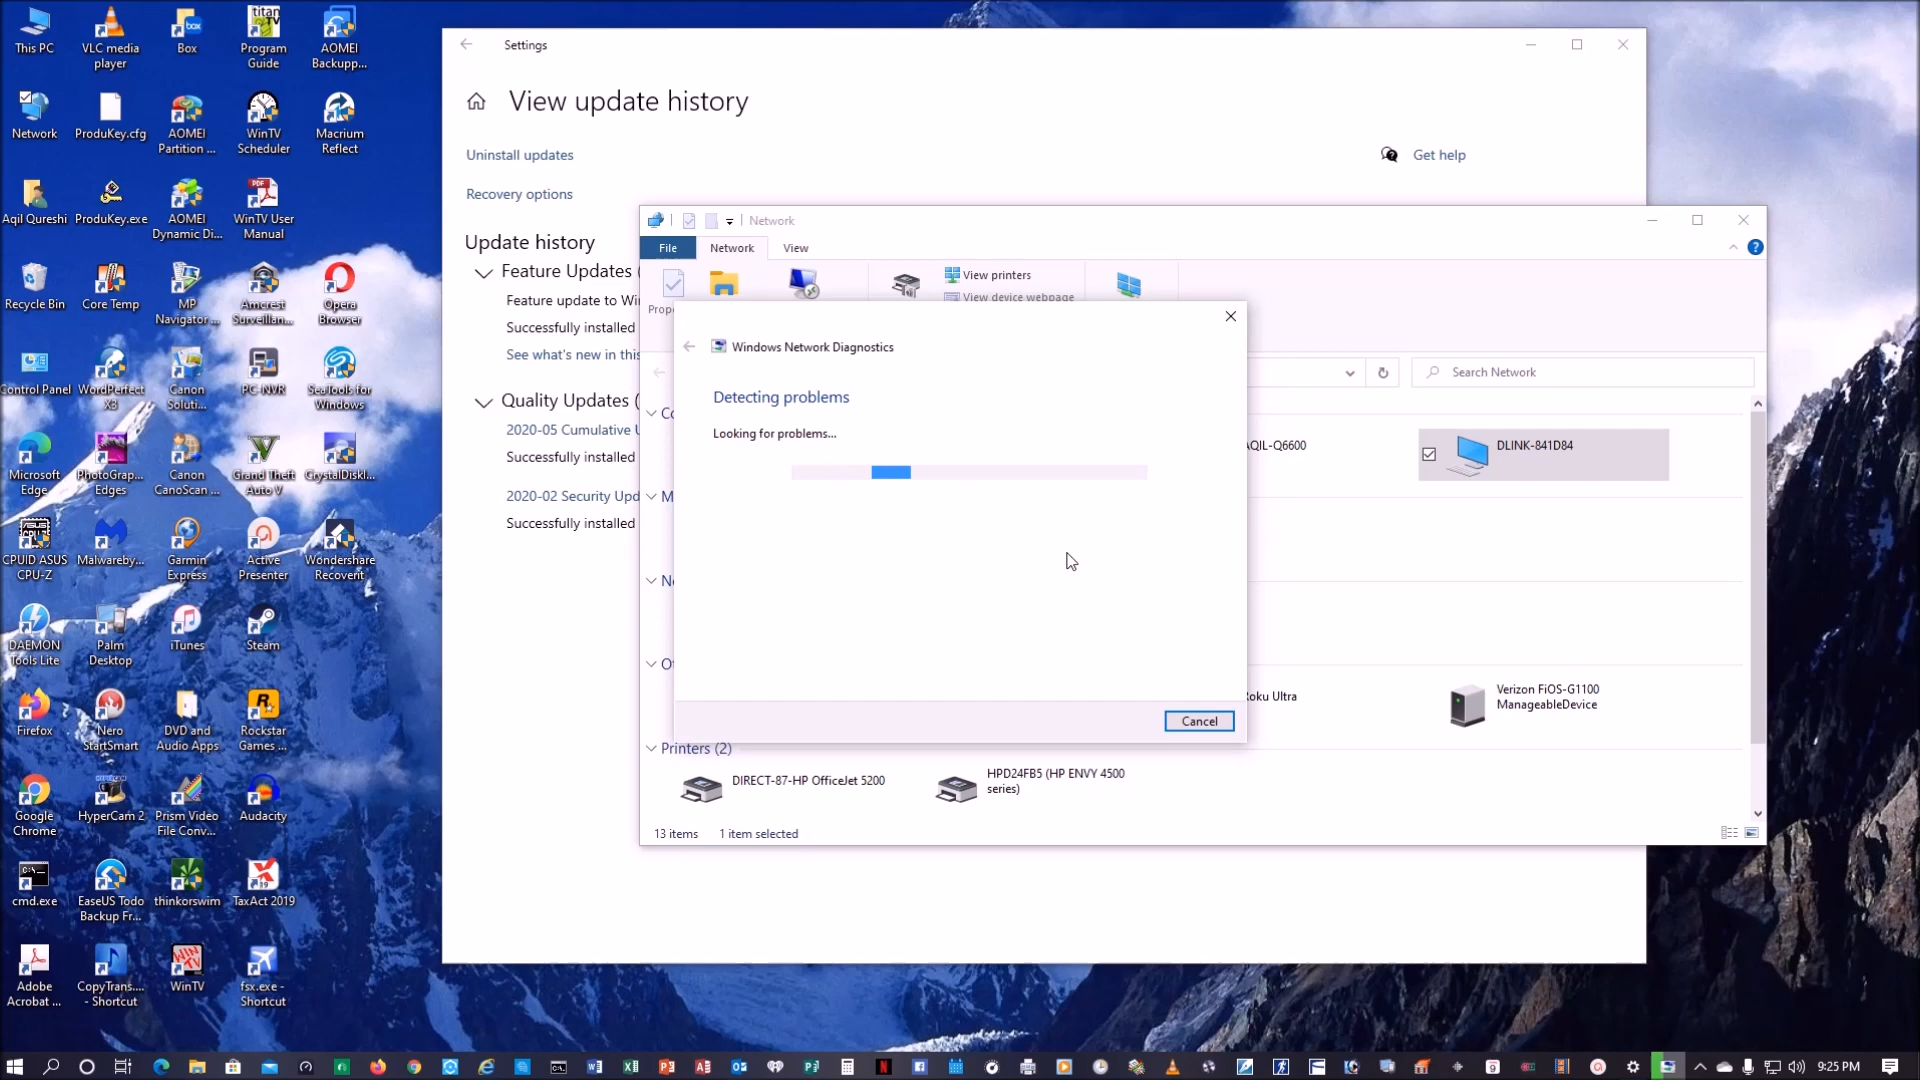 This PC
VLC media
player
Box
Program
Guide
AOMEI
Backupp...
Network
ProduKey.cfg
AOMEI
Partition ...
WinTV
Scheduler
Macrium
Reflect
Aqil Qureshi
ProduKey.exe
AOMEI
Dynamic Di...
WinTV User
Manual
Recycle Bin
Core Temp
MP
Navigator ...
Amcrest
Surveillan...
Opera
Browser
Control Panel
WordPerfect
X3
Canon
Soluti...
PC-NVR
SeaTools for
Windows
Microsoft
Edge
PhotoGrap...
Edges
Canon
CanoScan ...
Grand Theft
Auto V
CrystalDiskI...
CPUID ASUS
CPU-Z
Malwareby...
Garmin
Express
Active
Presenter
Wondershare
Recoverit
DAEMON
Tools Lite
Palm
Desktop
iTunes
Steam
Firefox
Nero
StartSmart
DVD and
Audio Apps
Rockstar
Games ...
Google
Chrome
HyperCam 2
Prism Video
File Conv...
Audacity
cmd.exe
EaseUS Todo
Backup Fr...
thinkorswim
TaxAct 2019
Adobe
Acrobat ...
CopyTrans....
- Shortcut
WinTV
fsx.exe -
Shortcut
Settings
View update history
Uninstall updates
Recovery options
Get help
Update history
Feature Updates (
Feature update to Wi
Successfully installed
See what's new in this
Quality Updates (
2020-05 Cumulative U
Successfully installed
2020-02 Security Upd
Successfully installed
Network
File
Network
View
View printers
View device webpage
Prope
Search Network
AQIL-Q6600
DLINK-841D84
Roku Ultra
Verizon FiOS-G1100
ManageableDevice
Printers (2)
DIRECT-87-HP OfficeJet 5200
HPD24FB5 (HP ENVY 4500
series)
13 items
1 item selected
Windows Network Diagnostics
Detecting problems
Looking for problems...
Cancel
9:25 PM